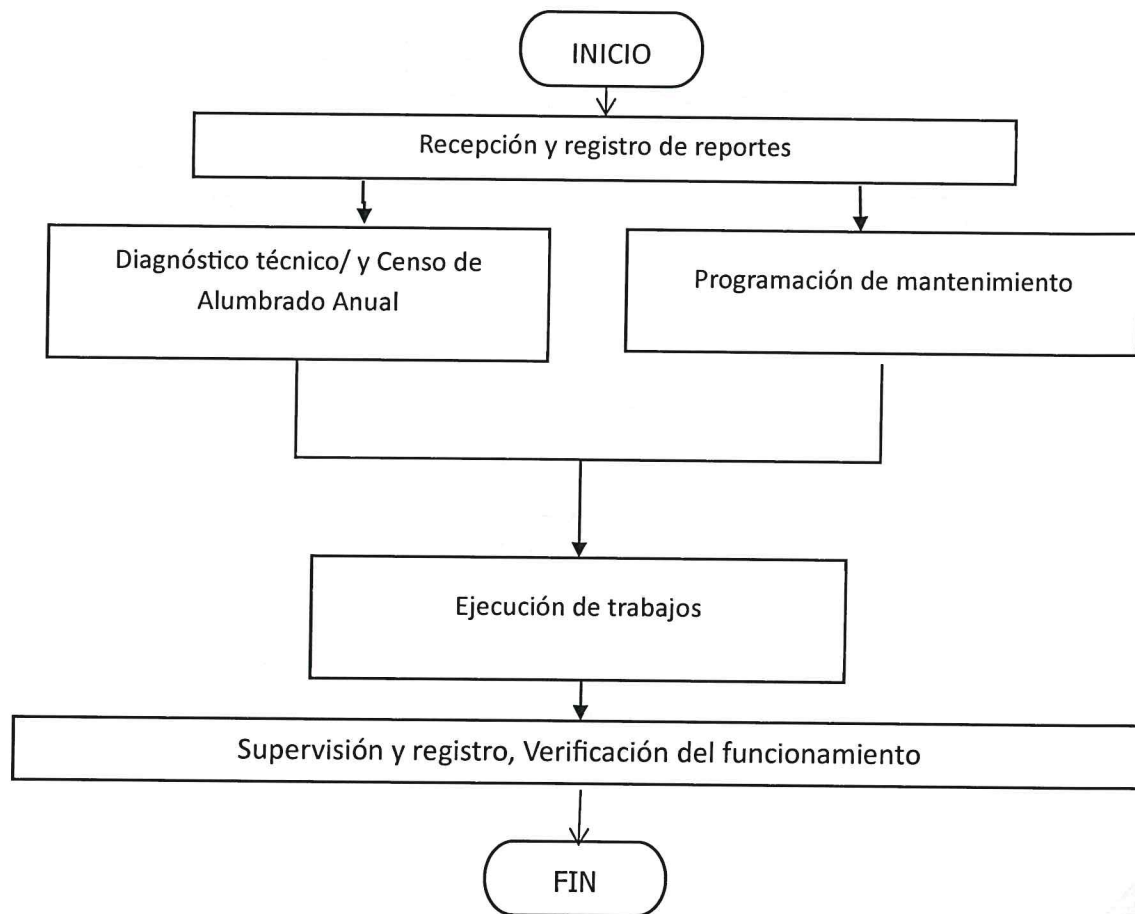 INICIO
Recepción y registro de reportes
Diagnóstico técnico/ y Censo de
Alumbrado Anual
Programación de mantenimiento
Ejecución de trabajos
Supervisión y registro, Verificación del funcionamiento
FIN